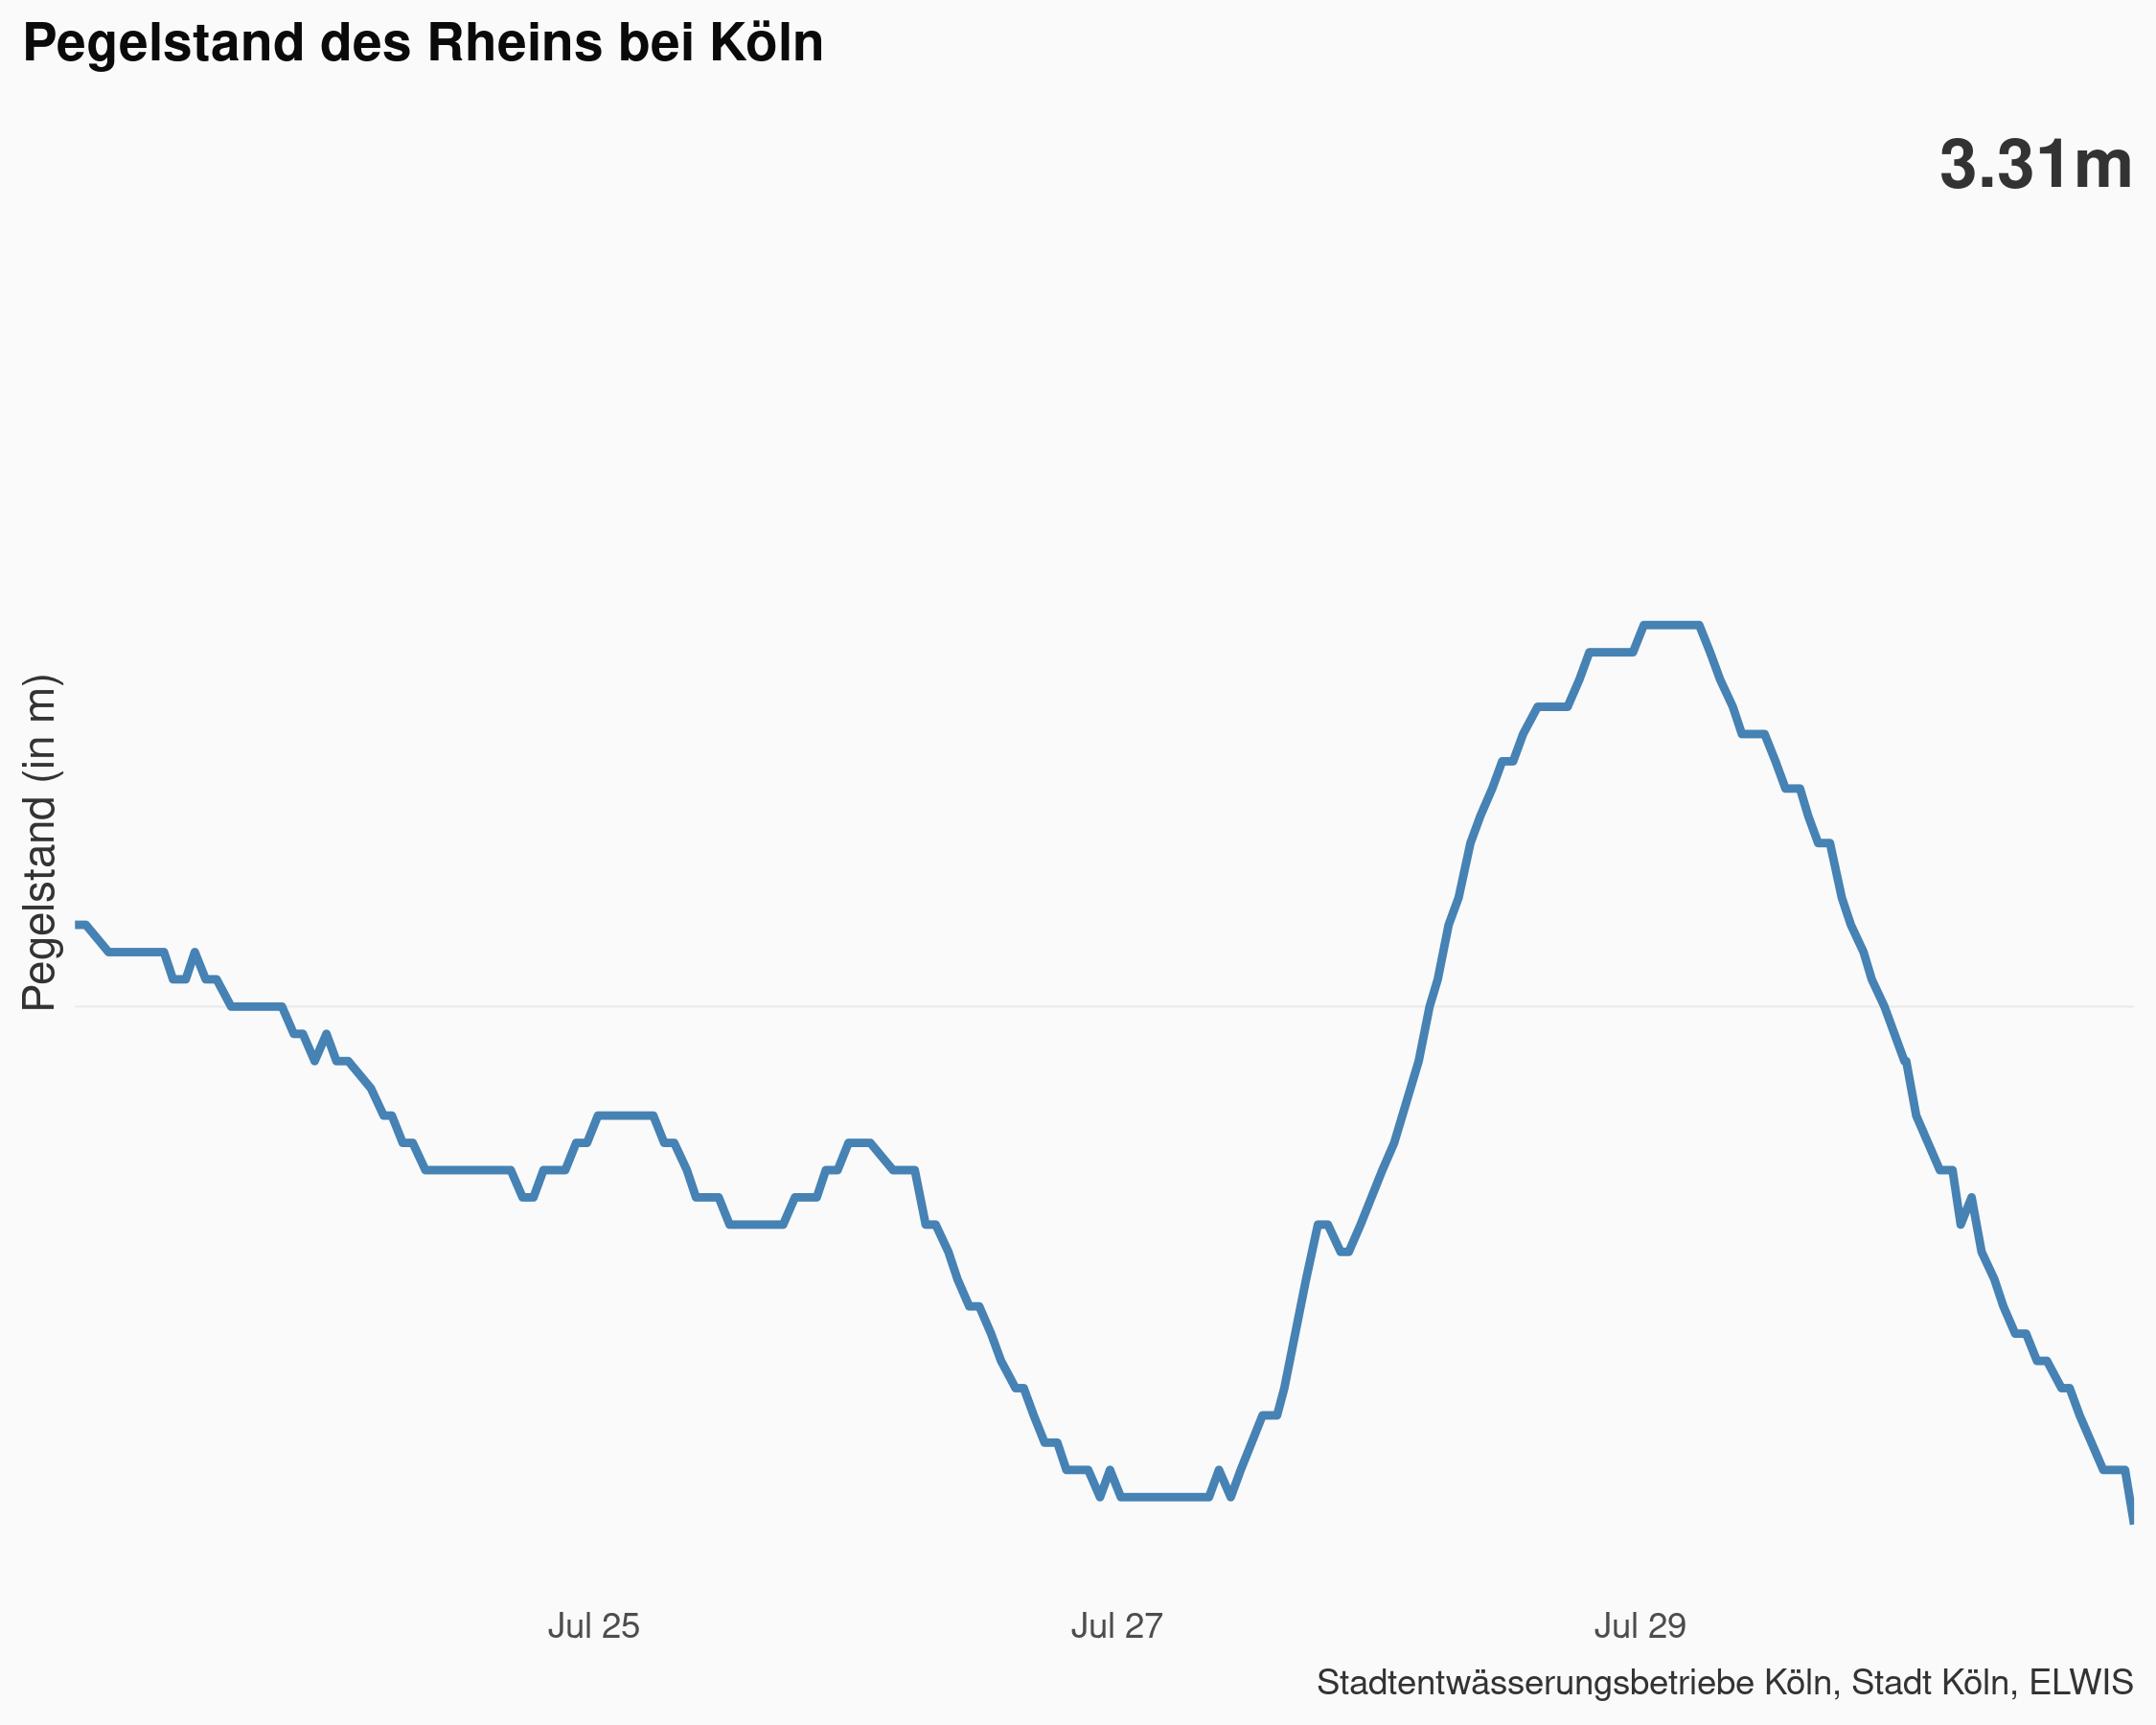 Pegelstand des Rheins bei Köln
3.31m
Pegelstand (in m)
Jul 25
Jul 27
Jul 29
Stadtentwässerungsbetriebe Köln, Stadt Köln, ELWIS